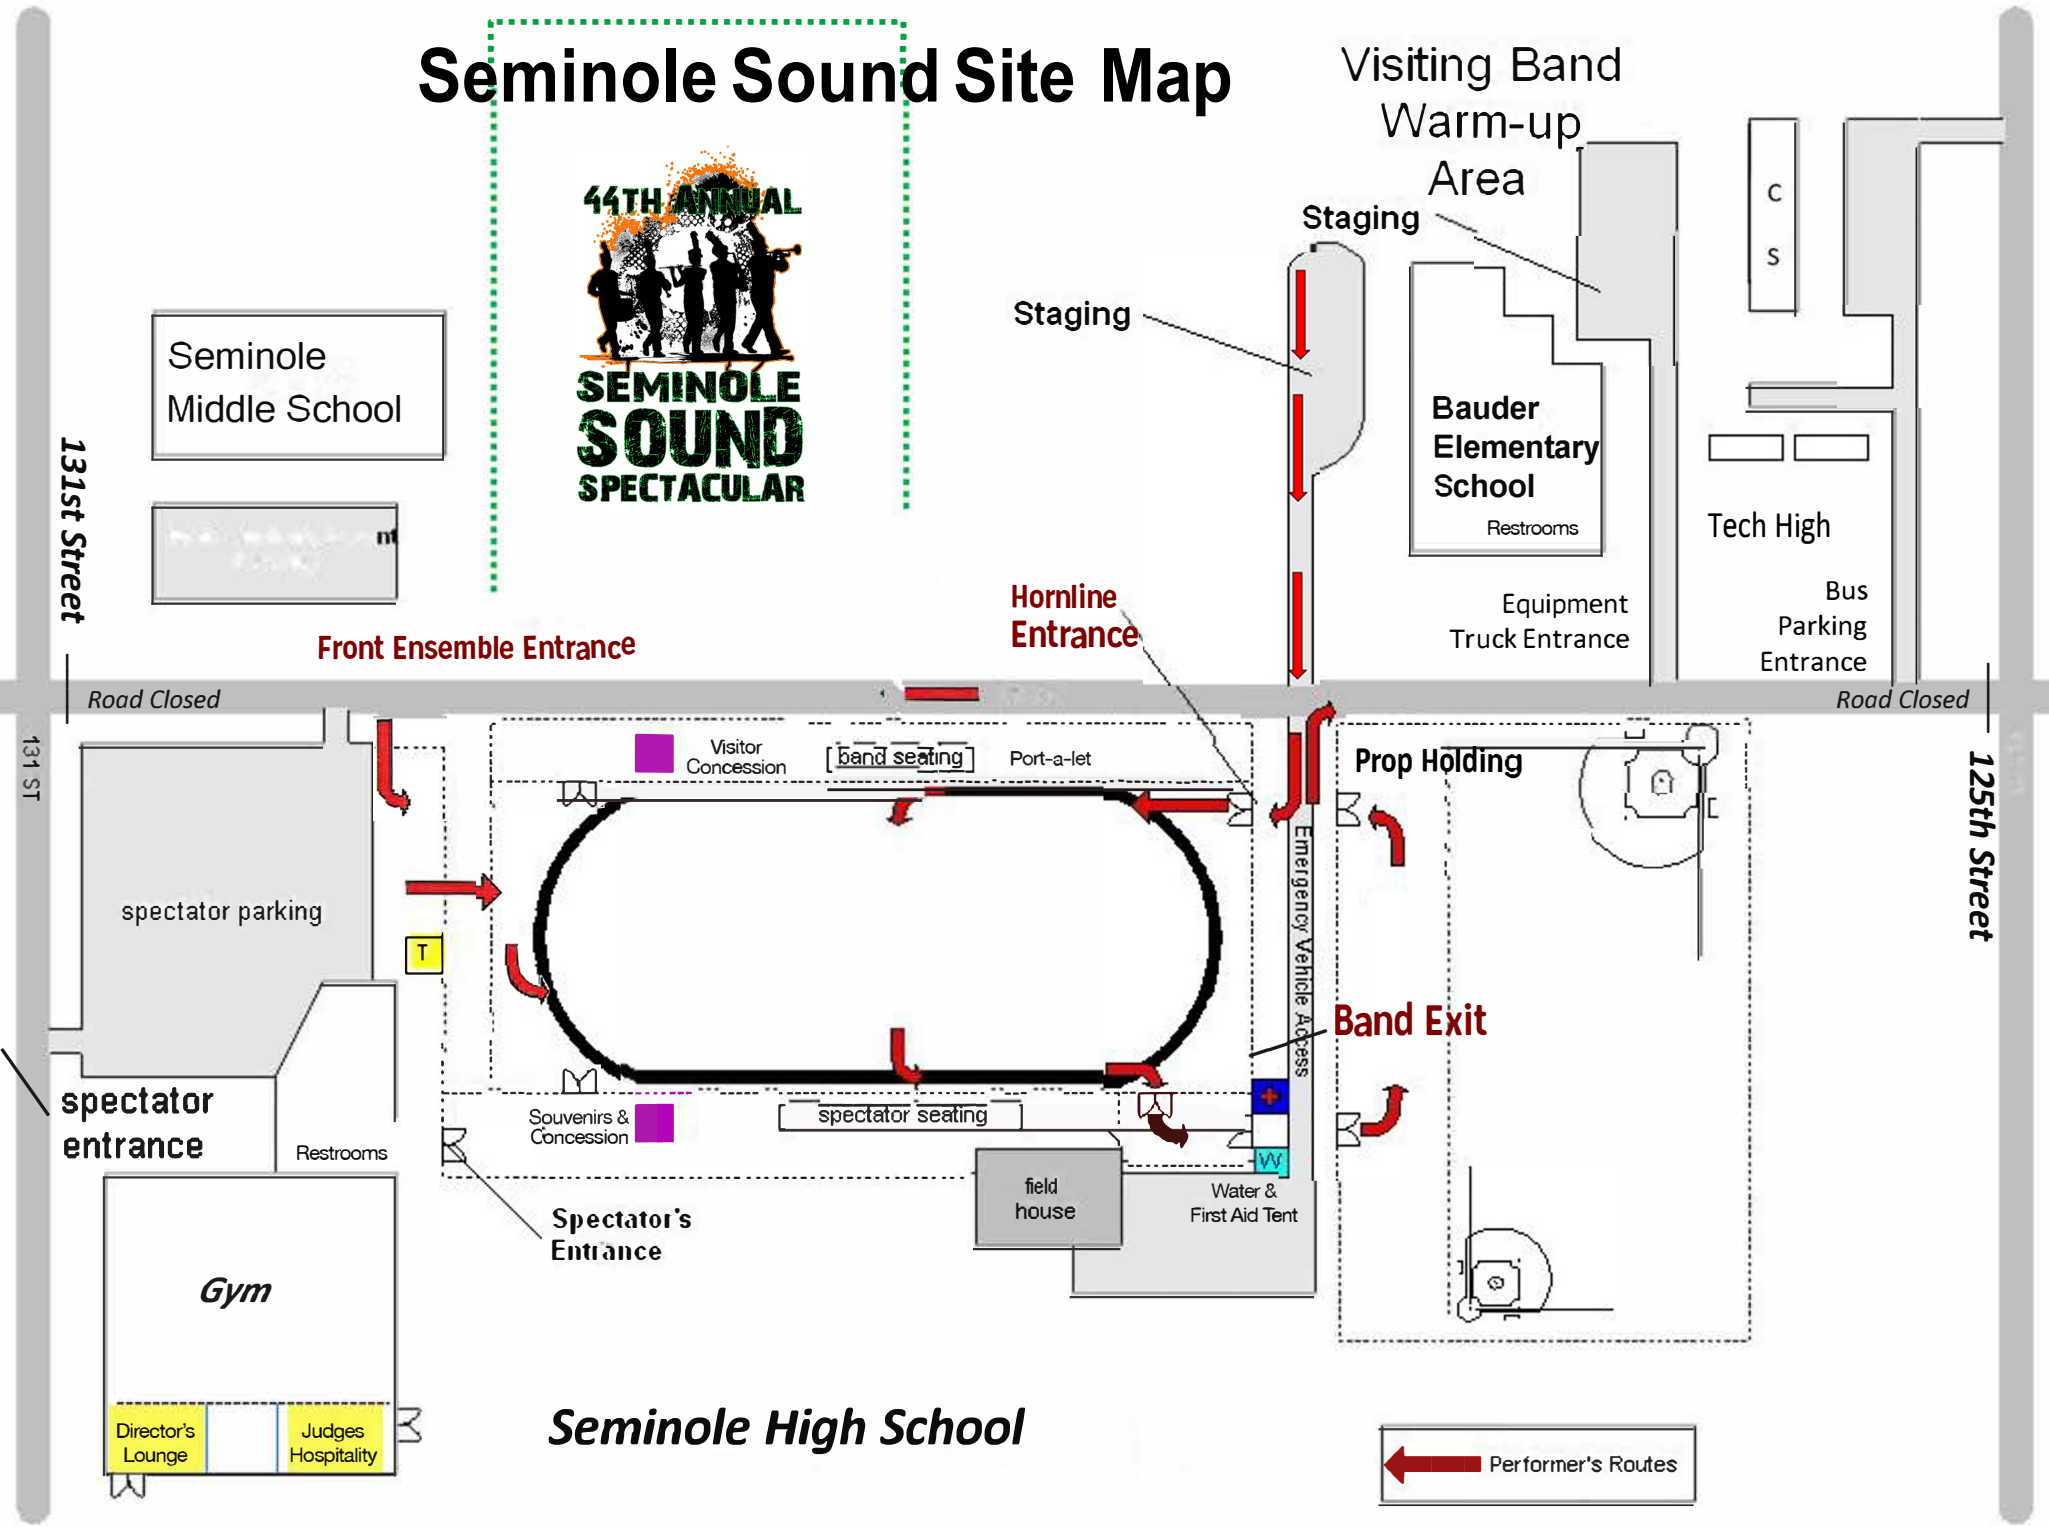 Seminole Sound Site Map
Visiting Band
Warm-up
Area
Staging
Staging
44TH ANNUAL
SEMINOLE
SOUND
SPECTACULAR
C
S
Seminole
Middle School
nt
131st Street
Bauder
Elementary
School
Restrooms
Tech High
Equipment
Truck Entrance
Bus
Parking
Entrance
Hornline
Entrance
Front Ensemble Entrance
Road Closed
Road Closed
131 ST
125th Street
Visitor
Concession
band seating
Port-a-let
Prop Holding
spectator parking
T
Emergency Vehicle Access
Band Exit
spectator
entrance
Souvenirs &
Concession
spectator seating
Restrooms
W
field
house
Water &
First Aid Tent
Spectator's
Entrance
Gym
Director's
Lounge
Judges
Hospitality
Seminole High School
Performer's Routes